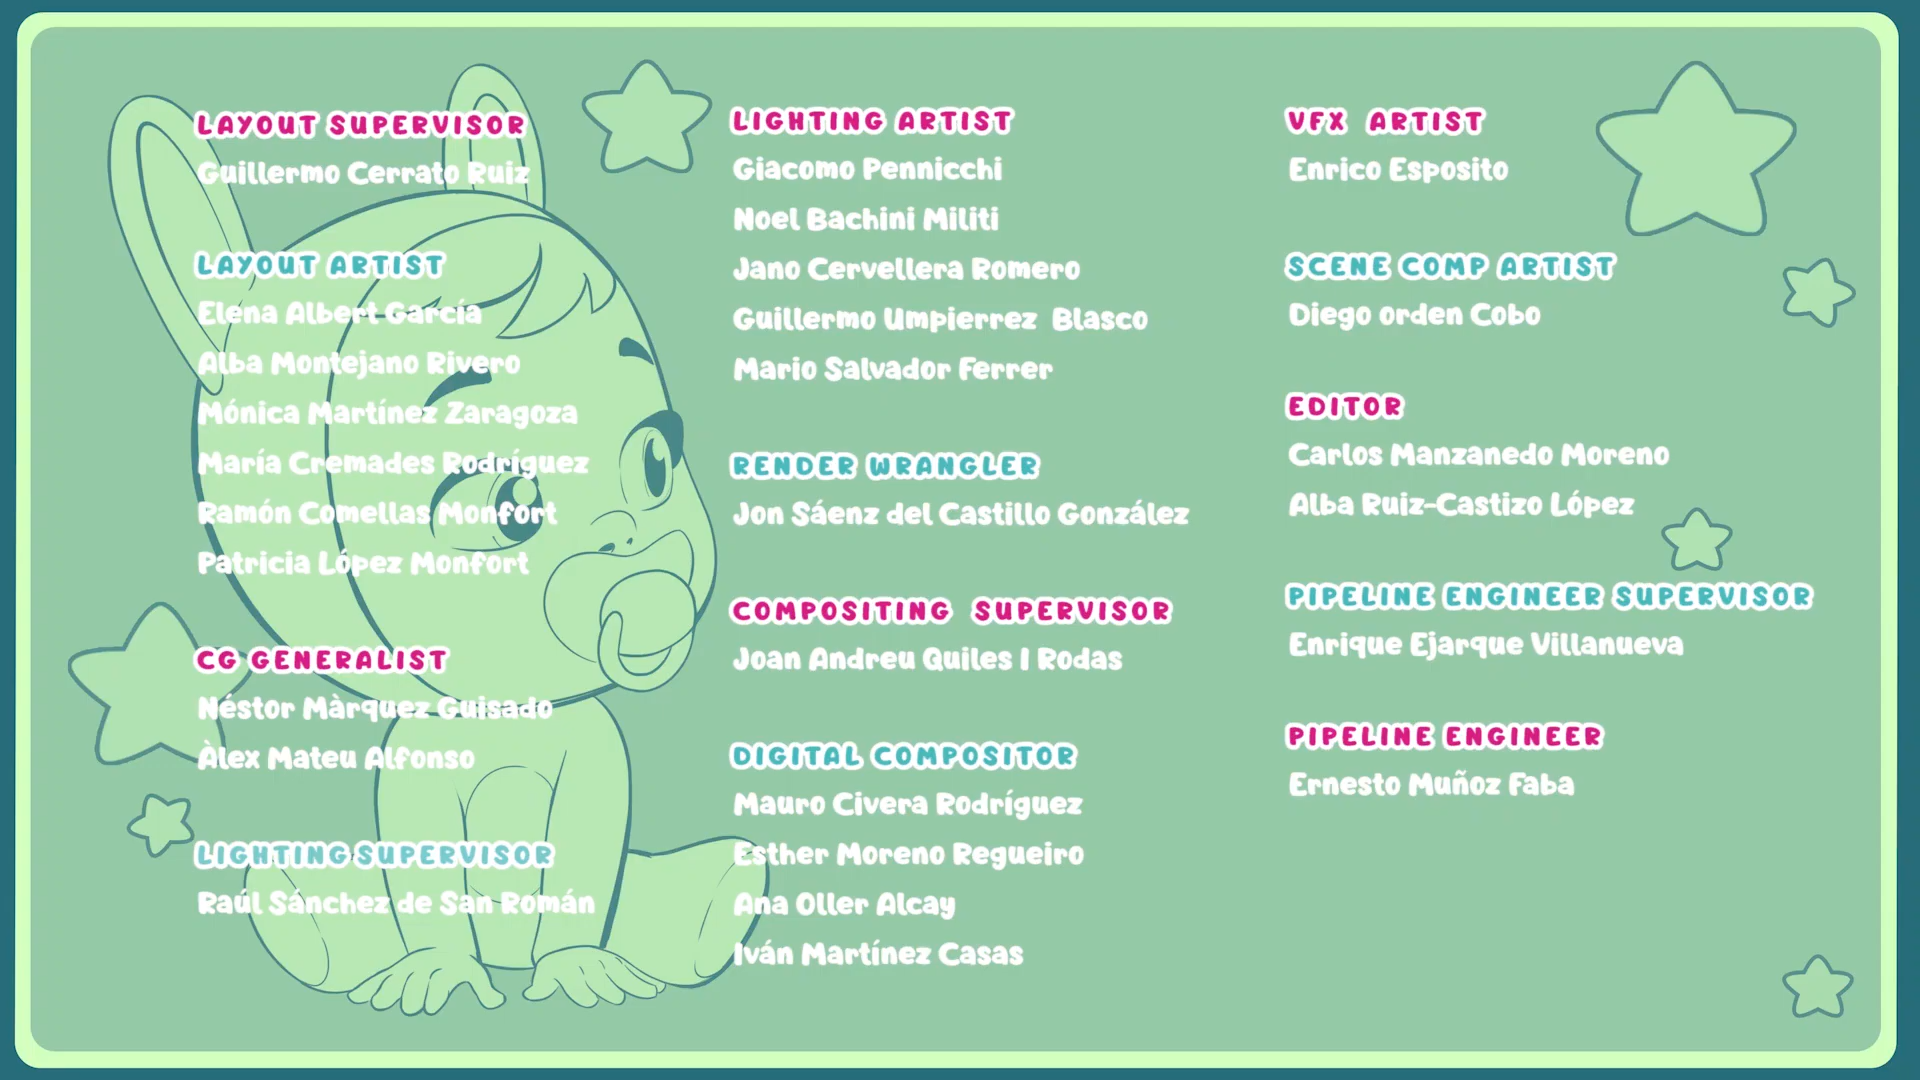 LAYOUT SUPERVISOR
Guillermo Cerrato Ruiz
LAYOUT ARTIST
Elena Albert García
Alba Montejano Rivero
Mónica Martínez Zaragoza
María Cremades Rodríguez
Ramón Comellas Monfort
Patricia López Monfort
CG GENERALIST
Néstor Màrquez Guisado
Àlex Mateu Alfonso
LIGHTING SUPERVISOR
Raúl Sánchez de San Román
LIGHTING ARTIST
Giacomo Pennicchi
Noel Bachini Militi
Jano Cervellera Romero
Guillermo Umpierrez Blasco
Mario Salvador Ferrer
RENDER WRANGLER
Jon Sáenz del Castillo González
COMPOSITING SUPERVISOR
Joan Andreu Quiles I Rodas
DIGITAL COMPOSITOR
Mauro Civera Rodríguez
Esther Moreno Regueiro
Ana Oller Alcay
Iván Martínez Casas
VFX ARTIST
Enrico Esposito
SCENE COMP ARTIST
Diego orden Cobo
EDITOR
Carlos Manzanedo Moreno
Alba Ruiz-Castizo López
PIPELINE ENGINEER SUPERVISOR
Enrique Ejarque Villanueva
PIPELINE ENGINEER
Ernesto Muñoz Faba